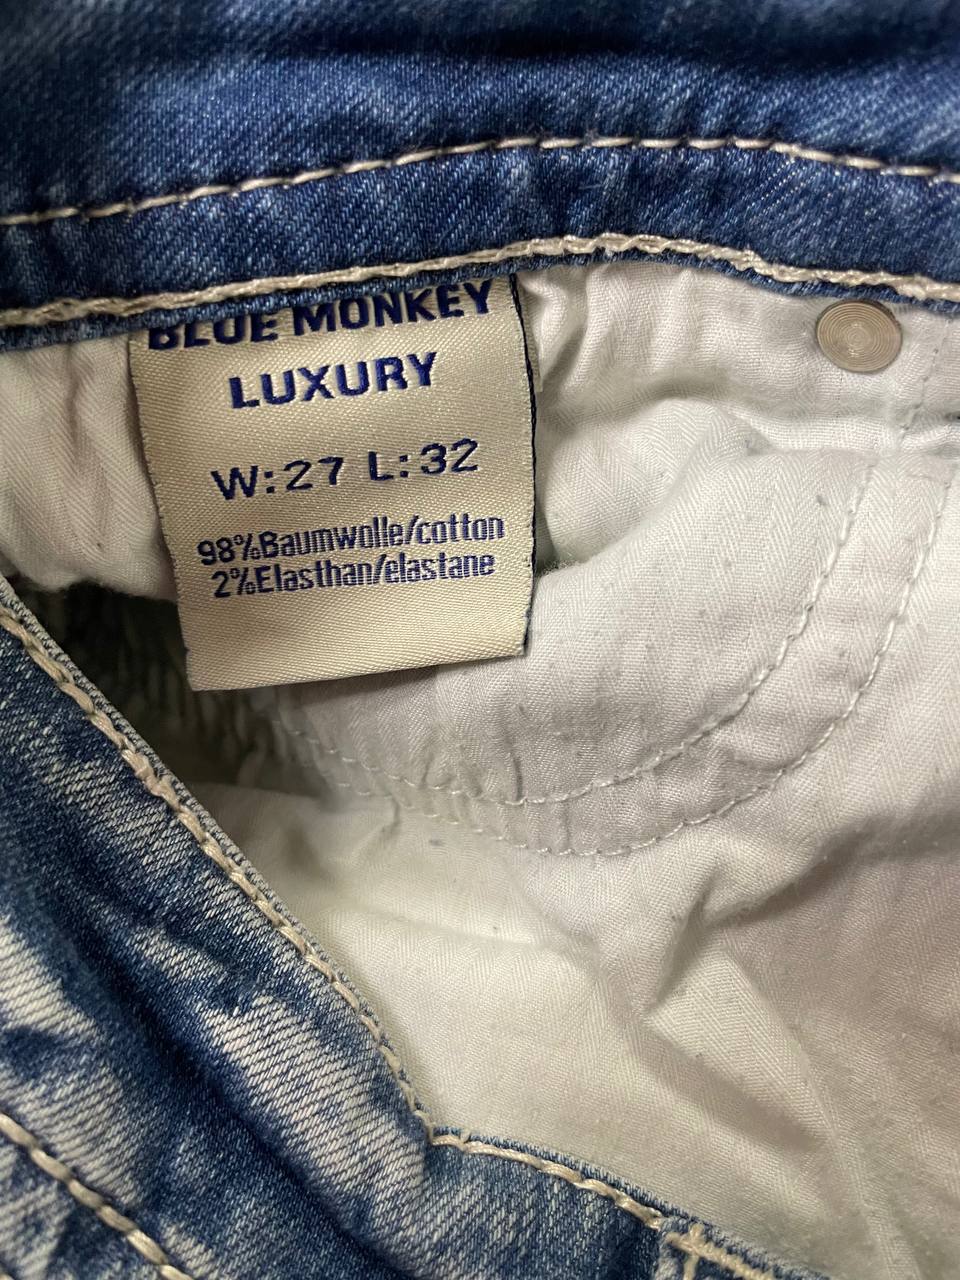 BLUE MONKEY
LUXURY
W:27 L:32
98%Baumwolle/cotton
2%Elasthan/elastane